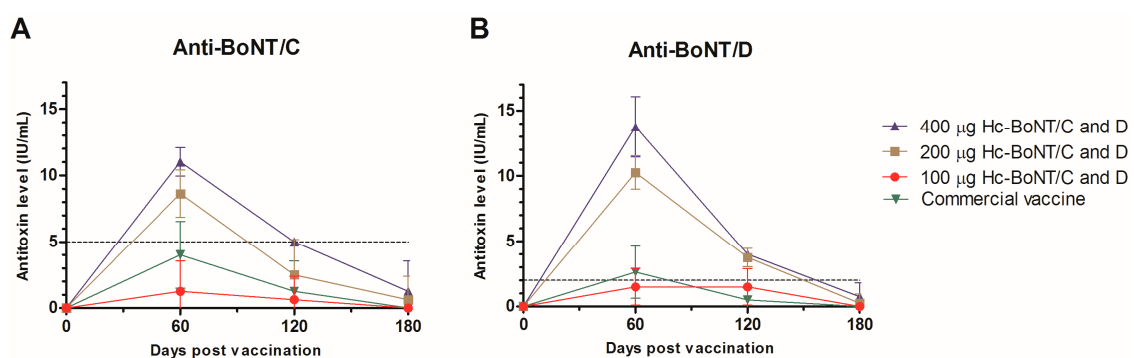 A
Anti-BoNT/C
Antitoxin level (IU/mL)
15
10
5
0
0 60 120 180
Days post vaccination
B
Anti-BoNT/D
Antitoxin level (IU/mL)
15
10
5
0
0 60 120 180
Days post vaccination
400 μg Hc-BoNT/C and D
200 μg Hc-BoNT/C and D
100 μg Hc-BoNT/C and D
Commercial vaccine